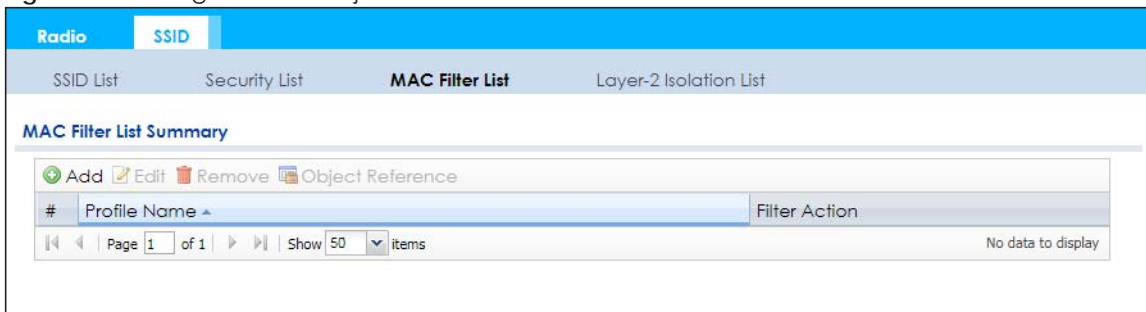 Radio SSID
SSID List Security List MAC Filter List Layer-2 Isolation List
MAC Filter List Summary
Add Edit Remove Object Reference
# Profile Name Filter Action
Page 1 of 1 Show 50 items No data to display